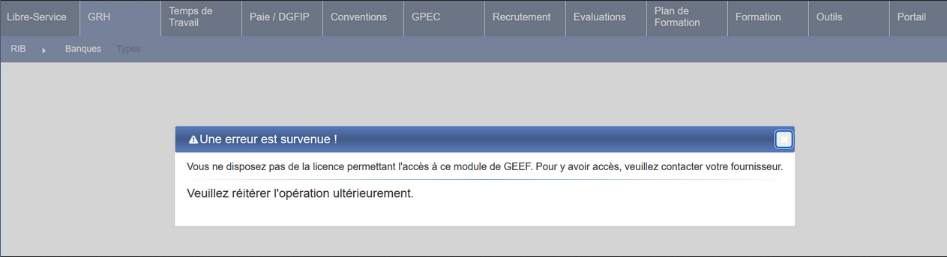 Libre-Service GRH Temps de Travail Paie / DGFIP Conventions GPEC Recrutement Evaluations Plan de Formation Formation Outils Portail
RIB Banques Types
Une erreur est survenue !
Vous ne disposez pas de la licence permettant l'accès à ce module de GEEF. Pour y avoir accès, veuillez contacter votre fournisseur.
Veuillez réitérer l'opération ultérieurement.